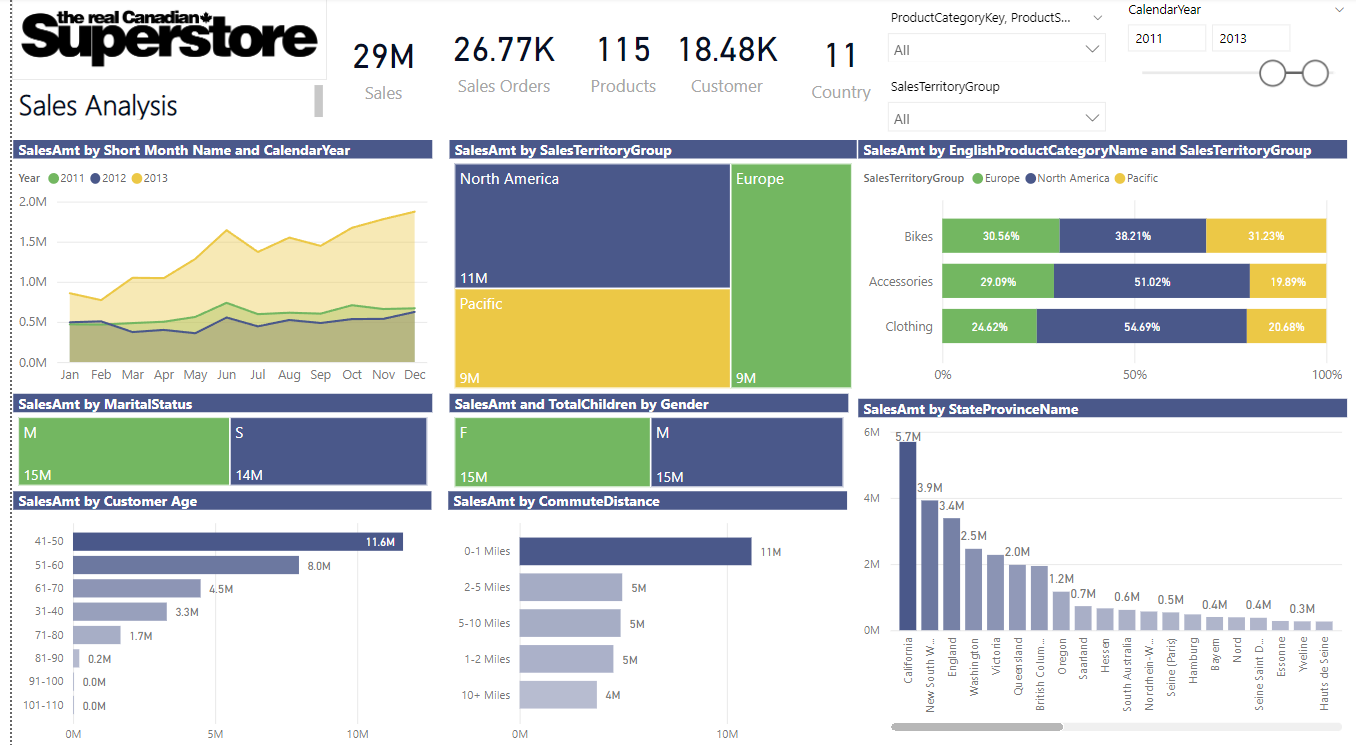 the real Canadian
Superstore
Sales Analysis
29M
Sales
26.77K
Sales Orders
115
Products
18.48K
Customer
11
Country
ProductCategoryKey, ProductS...
All
SalesTerritoryGroup
All
CalendarYear
2011
2013
SalesAmt by Short Month Name and CalendarYear
Year 2011 2012 2013
2.0M
1.5M
1.0M
0.5M
0.0M
Jan Feb Mar Apr May Jun Jul Aug Sep Oct Nov Dec
SalesAmt by SalesTerritoryGroup
North America
11M
Pacific
9M
Europe
9M
SalesAmt by EnglishProductCategoryName and SalesTerritoryGroup
SalesTerritoryGroup Europe North America Pacific
Bikes 30.56% 38.21% 31.23%
Accessories 29.09% 51.02% 19.89%
Clothing 24.62% 54.69% 20.68%
0% 50% 100%
SalesAmt by MaritalStatus
M
15M
S
14M
SalesAmt and TotalChildren by Gender
F
15M
M
15M
SalesAmt by Customer Age
41-50 11.6M
51-60 8.0M
61-70 4.5M
31-40 3.3M
71-80 1.7M
81-90 0.2M
91-100 0.0M
101-110 0.0M
0M 5M 10M
SalesAmt by CommuteDistance
0-1 Miles 11M
2-5 Miles 5M
5-10 Miles 5M
1-2 Miles 5M
10+ Miles 4M
0M 10M
SalesAmt by StateProvinceName
6M
4M
2M
0M
5.7M
3.9M
3.4M
2.5M
2.0M
1.2M
0.7M
0.6M
0.5M
0.4M
0.4M
0.3M
California
New South W...
England
Washington
Victoria
Queensland
British Colum...
Oregon
Saarland
Hessen
South Australia
Nordrhein-W...
Seine (Paris)
Hamburg
Bayern
Nord
Seine Saint D...
Essonne
Yveline
Hauts de Seine